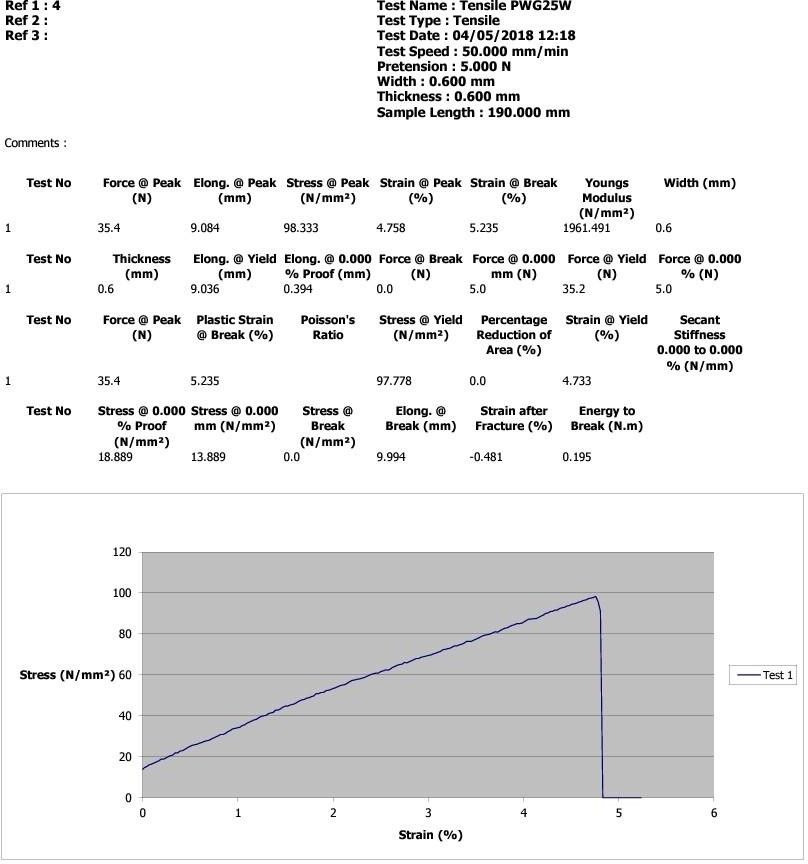 Ref 1 : 4
Ref 2 :
Ref 3 :
Test Name : Tensile PWG25W
Test Type : Tensile
Test Date : 04/05/2018 12:18
Test Speed : 50.000 mm/min
Pretension : 5.000 N
Width : 0.600 mm
Thickness : 0.600 mm
Sample Length : 190.000 mm
Comments :
Test No Force @ Peak Elong. @ Peak Stress @ Peak Strain @ Peak Strain @ Break Youngs Width (mm)
(N) (mm) (N/mm²) (%) (%) Modulus
(N/mm²)
1 35.4 9.084 98.333 4.758 5.235 1961.491 0.6
Test No Thickness Elong. @ Yield Elong. @ 0.000 Force @ Break Force @ 0.000 Force @ Yield Force @ 0.000
(mm) (mm) % Proof (mm) (N) mm (N) (N) % (N)
1 0.6 9.036 0.394 0.0 5.0 35.2 5.0
Test No Force @ Peak Plastic Strain Poisson's Stress @ Yield Percentage Strain @ Yield Secant
(N) @ Break (%) Ratio (N/mm²) Reduction of (%) Stiffness
Area (%) 0.000 to 0.000
% (N/mm)
1 35.4 5.235 97.778 0.0 4.733
Test No Stress @ 0.000 Stress @ 0.000 Stress @ Elong. @ Strain after Energy to
% Proof mm (N/mm²) Break Break (mm) Fracture (%) Break (N.m)
(N/mm²) (N/mm²)
18.889 13.889 0.0 9.994 -0.481 0.195
120
100
80
Stress (N/mm²) 60
40
20
0
0 1 2 3 4 5 6
Strain (%)
Test 1